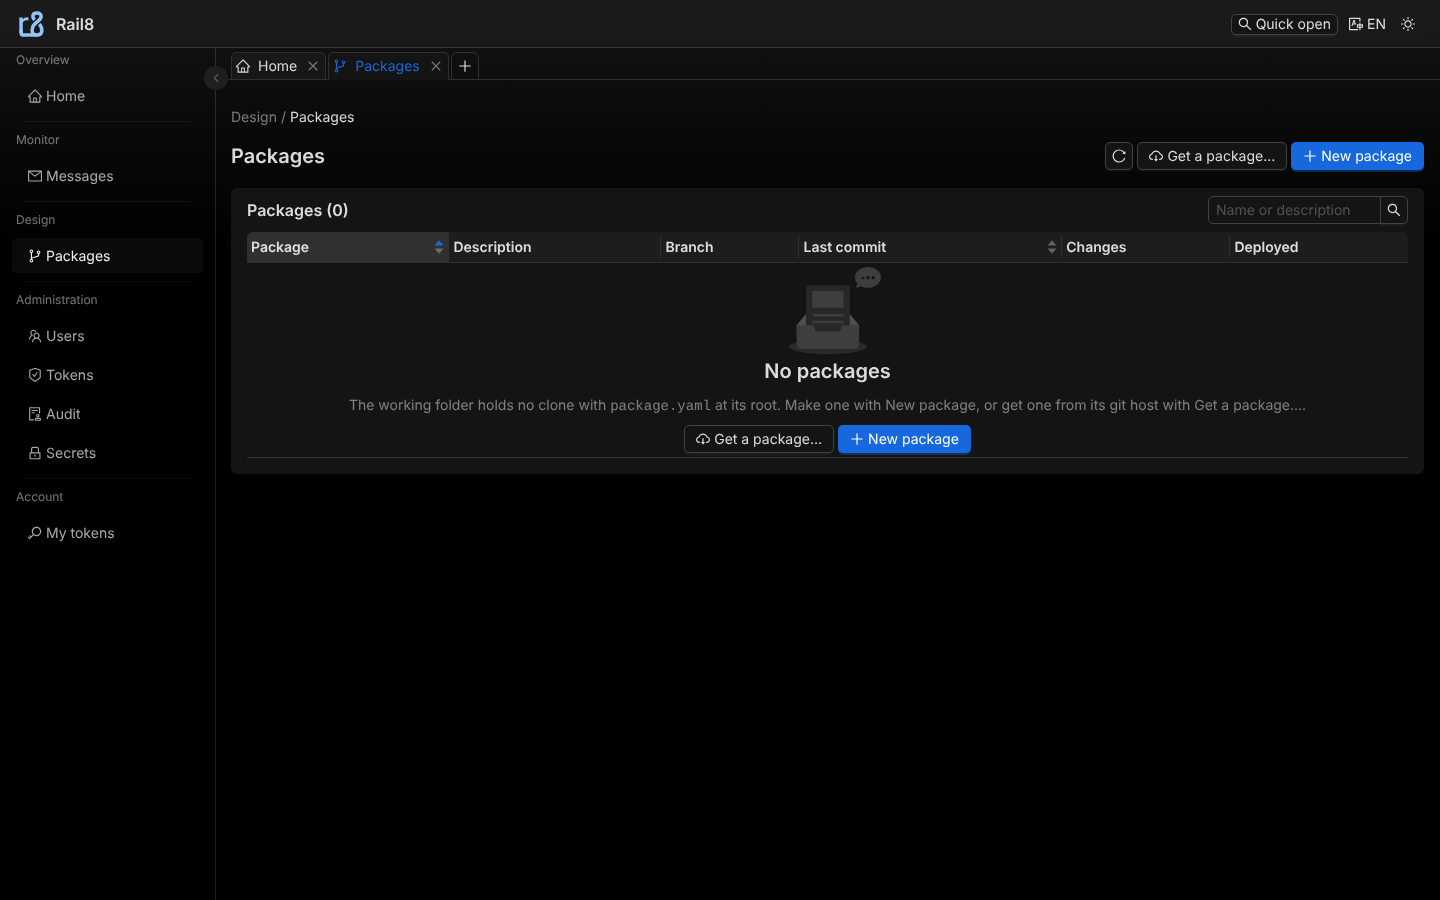 Rail8
Quick open
EN
Overview
Home
Monitor
Messages
Design
Packages
Administration
Users
Tokens
Audit
Secrets
Account
My tokens
Home
Packages
Design / Packages
Packages
Get a package...
New package
Packages (0)
Name or description
Package Description Branch Last commit Changes Deployed
No packages
The working folder holds no clone with package.yaml at its root. Make one with New package, or get one from its git host with Get a package....
Get a package...
New package